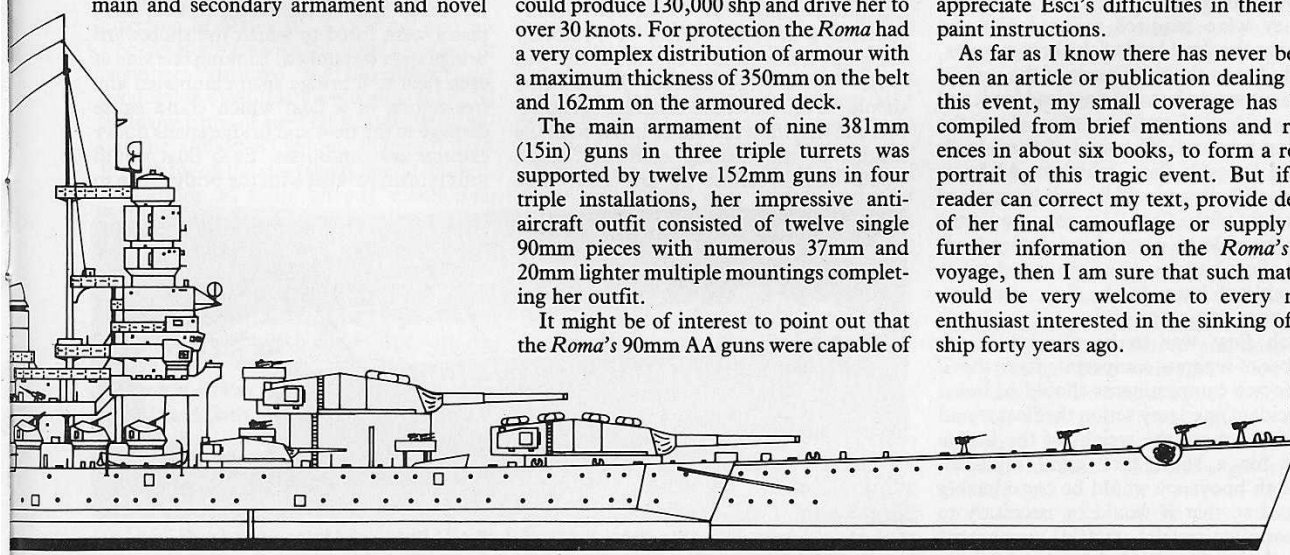 main and secondary armament and novel
could produce 130,000 shp and drive her to
over 30 knots. For protection the Roma had
a very complex distribution of armour with
a maximum thickness of 350mm on the belt
and 162mm on the armoured deck.
The main armament of nine 381mm
(15in) guns in three triple turrets was
supported by twelve 152mm guns in four
triple installations, her impressive anti-
aircraft outfit consisted of twelve single
90mm pieces with numerous 37mm and
20mm lighter multiple mountings complet-
ing her outfit.
It might be of interest to point out that
the Roma's 90mm AA guns were capable of
appreciate Esci's difficulties in their
paint instructions.
As far as I know there has never be
been an article or publication dealing
this event, my small coverage has
compiled from brief mentions and r
ences in about six books, to form a re
portrait of this tragic event. But if
reader can correct my text, provide de
of her final camouflage or supply
further information on the Roma's
voyage, then I am sure that such mat
would be very welcome to every m
enthusiast interested in the sinking of
ship forty years ago.